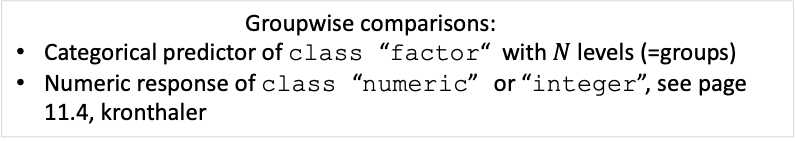 Groupwise comparisons:
• Categorical predictor of class “factor“ with N levels (=groups)
• Numeric response of class “numeric” or “integer”, see page
11.4, kronthaler